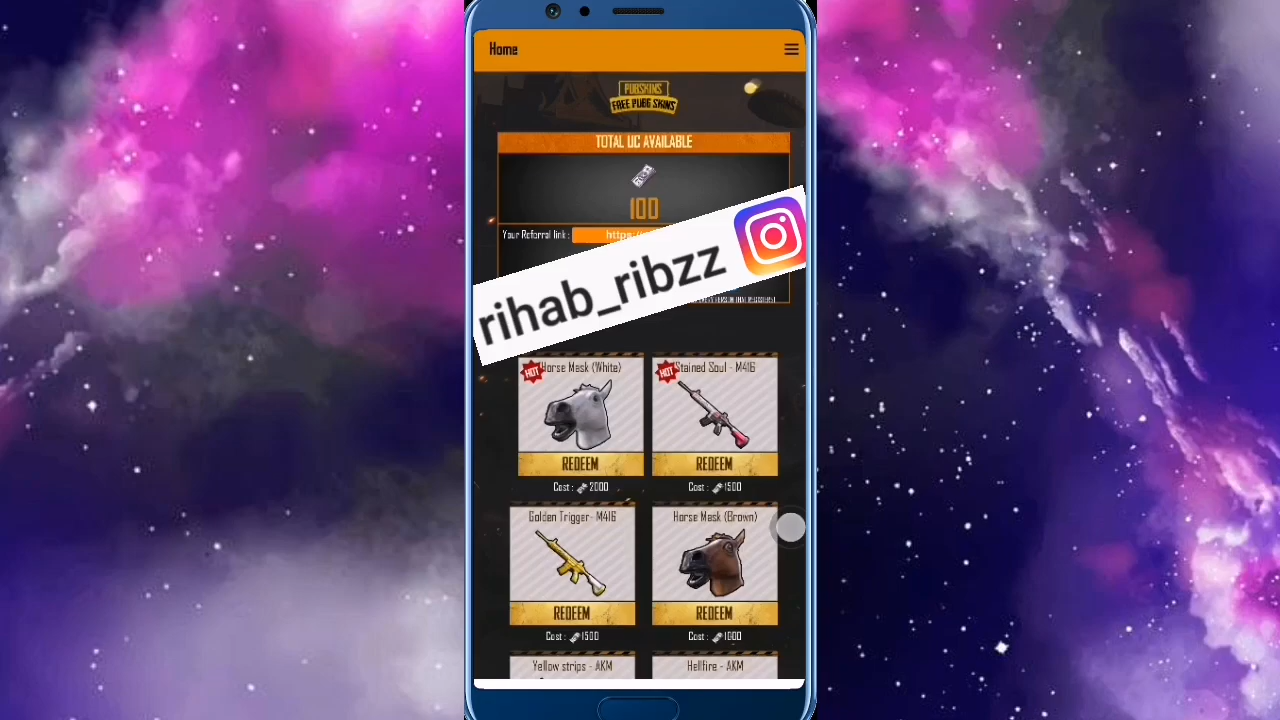 Home
PUBSKINS
FREE PUBG SKINS
TOTAL UC AVAILABLE
100
Your Referral link :
https:
rihab_ribzz
HOT
Horse Mask (White)
HOT
Stained Soul - M416
REDEEM
REDEEM
Cost : 2000
Cost : 1500
Golden Trigger- M416
Horse Mask (Brown)
REDEEM
REDEEM
Cost : 1500
Cost : 1000
Yellow strips - AKM
Hellfire - AKM